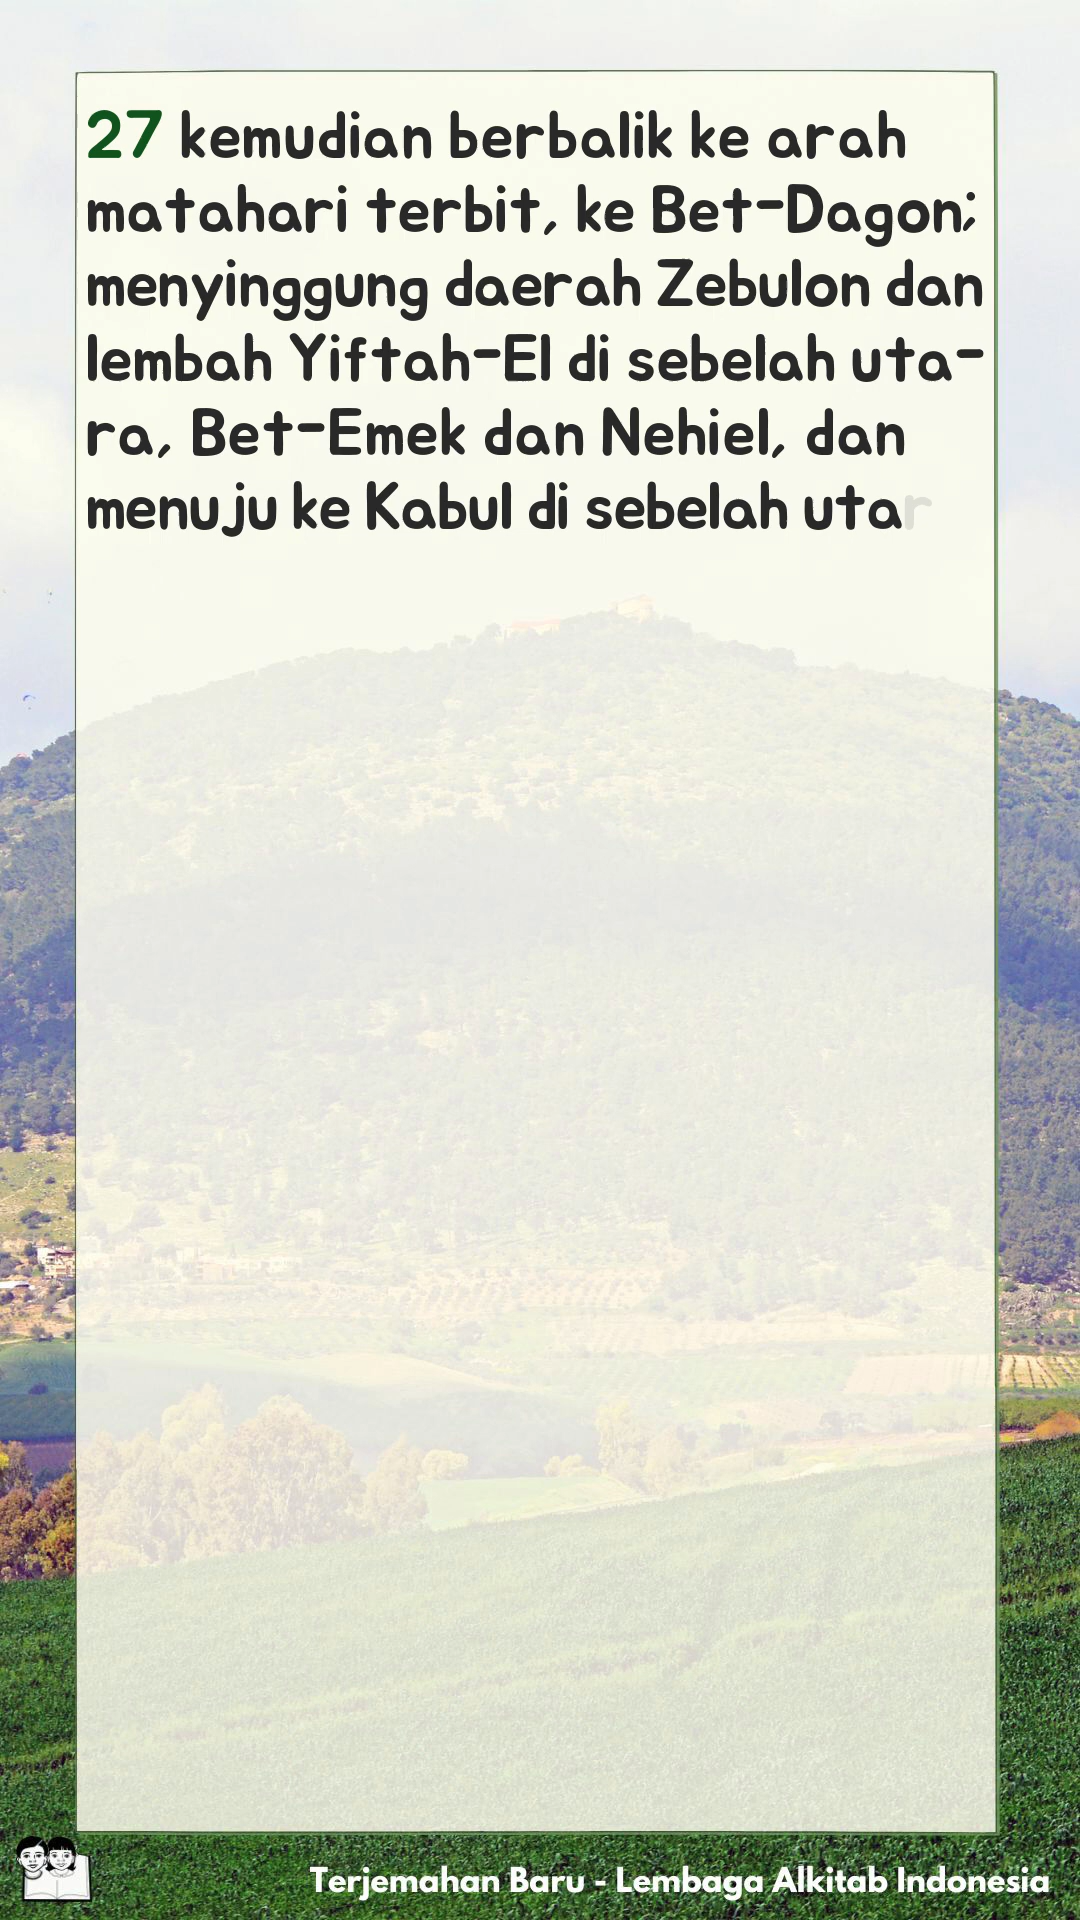 27 kemudian berbalik ke arah
matahari terbit, ke Bet-Dagon;
menyinggung daerah Zebulon dan
lembah Yiftah-El di sebelah uta-
ra, Bet-Emek dan Nehiel, dan
menuju ke Kabul di sebelah utar
Terjemahan Baru - Lembaga Alkitab Indonesia